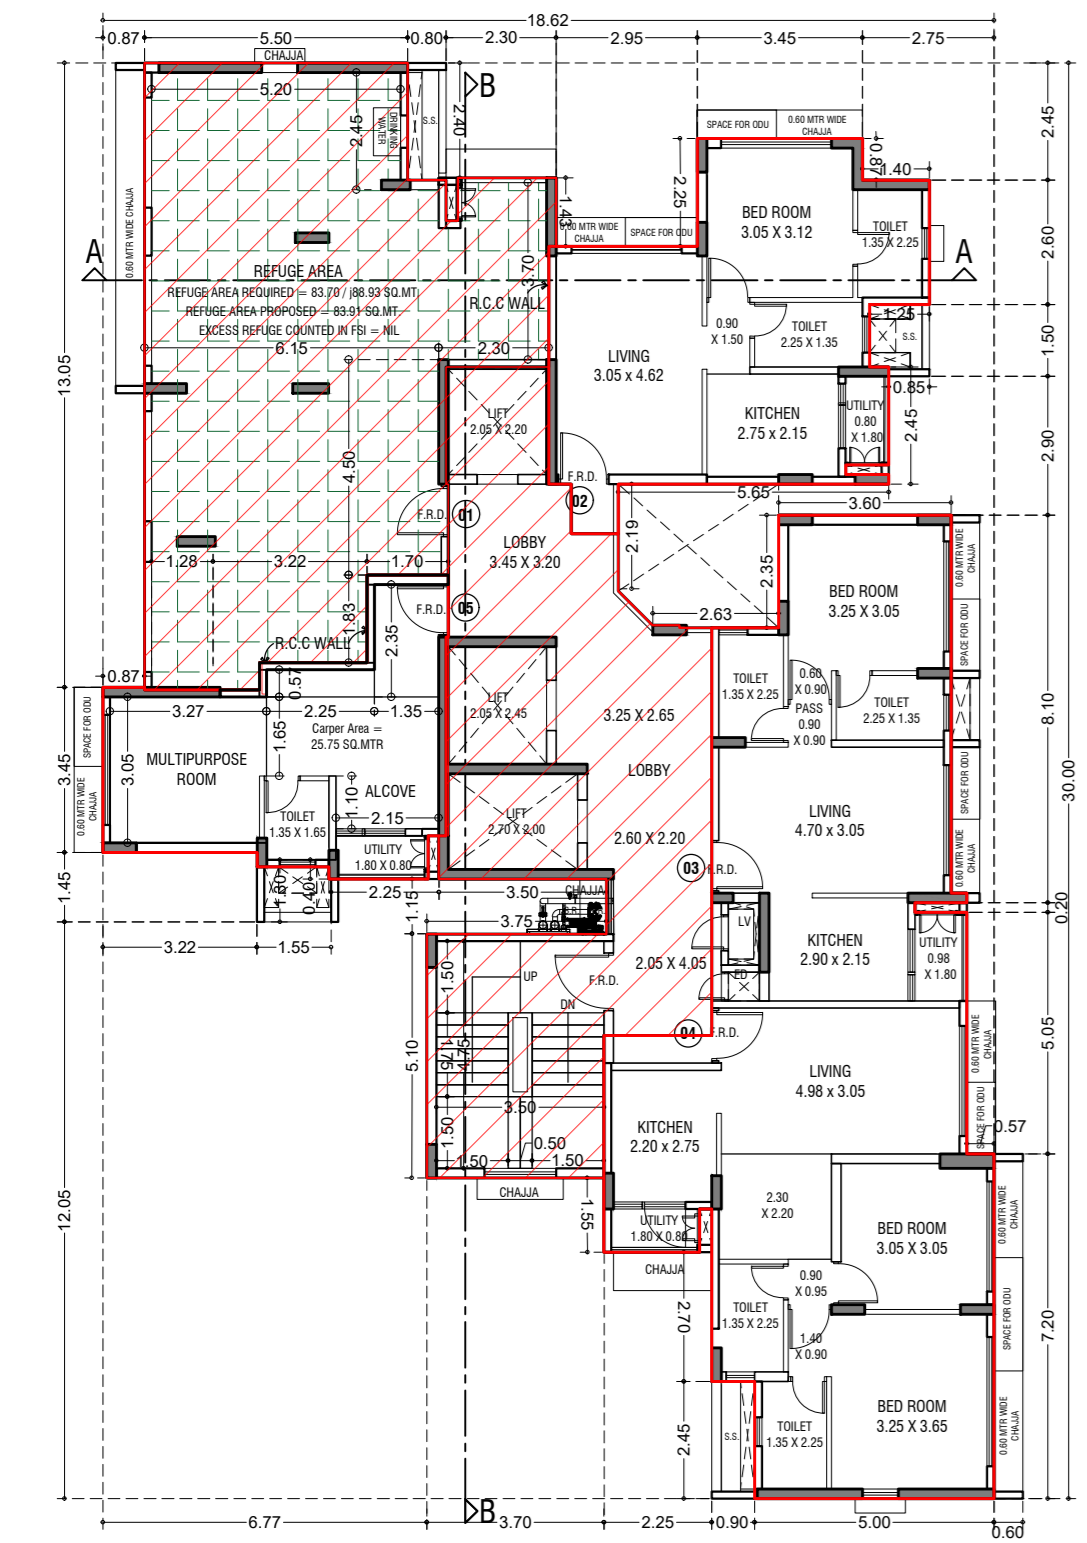 18.62
0.87
5.50
0.80
2.30
2.95
3.45
2.75
CHAJJA
B
5.20
2.45
DRINKING
WATER
S.S.
2.40
SPACE FOR ODU
0.60 MTR WIDE
CHAJJA
0.87
1.40
2.45
2.25
1.43
0.60 MTR WIDE
CHAJJA
SPACE FOR ODU
BED ROOM
3.05 X 3.12
TOILET
1.35 X 2.25
2.60
0.60 MTR WIDE CHAJJA
A
A
REFUGE AREA
REFUGE AREA REQUIRED = 83.70 / j88.93 SQ.MT
REFUGE AREA PROPOSED = 83.91 SQ.MT
EXCESS REFUGE COUNTED IN FSI = NIL
3.70
R.C.C WALL
6.15
2.30
13.05
0.90
X 1.50
TOILET
2.25 X 1.35
1.25
S.S.
1.50
LIVING
3.05 x 4.62
0.85
LIFT
2.05 X 2.20
KITCHEN
2.75 x 2.15
UTILITY
0.80
X 1.80
2.45
2.90
4.50
F.R.D.
02
5.65
3.60
F.R.D.
01
LOBBY
3.45 X 3.20
2.19
2.35
1.28
3.22
1.70
BED ROOM
3.25 X 3.05
0.60 MTR WIDE
CHAJJA
F.R.D.
05
2.63
1.83
2.35
R.C.C WALL
SPACE FOR ODU
0.87
0.57
TOILET
1.35 X 2.25
0.60
X 0.90
PASS
0.90
X 0.90
TOILET
2.25 X 1.35
8.10
LIFT
2.05 X 2.45
3.25 X 2.65
3.27
2.25
1.35
Carper Area =
25.75 SQ.MTR
SPACE FOR ODU
1.65
3.45
3.05
MULTIPURPOSE
ROOM
30.00
LOBBY
SPACE FOR ODU
ALCOVE
1.10
0.60 MTR WIDE
CHAJJA
TOILET
1.35 X 1.65
2.15
LIFT
2.70 X 2.00
LIVING
4.70 x 3.05
2.60 X 2.20
UTILITY
1.80 X 0.80
0.60 MTR WIDE
CHAJJA
03
F.R.D.
1.45
0.40
2.25
3.50
CHAJJA
1.15
3.75
0.20
LV
3.22
1.55
KITCHEN
2.90 x 2.15
UTILITY
0.98
X 1.80
1.50
UP
F.R.D.
2.05 X 4.05
ED
DN
04
F.R.D.
0.60 MTR WIDE
CHAJJA
5.05
5.10
1.75
4.75
LIVING
4.98 x 3.05
3.50
KITCHEN
2.20 x 2.75
SPACE FOR ODU
0.57
1.50
0.50
1.50
1.50
CHAJJA
1.55
2.30
X 2.20
0.60 MTR WIDE
CHAJJA
12.05
UTILITY
1.80 X 0.80
BED ROOM
3.05 X 3.05
CHAJJA
0.90
X 0.95
2.70
TOILET
1.35 X 2.25
SPACE FOR ODU
7.20
1.40
X 0.90
BED ROOM
3.25 X 3.65
0.60 MTR WIDE
CHAJJA
2.45
S.S.
TOILET
1.35 X 2.25
B
6.77
3.70
2.25
0.90
5.00
0.60